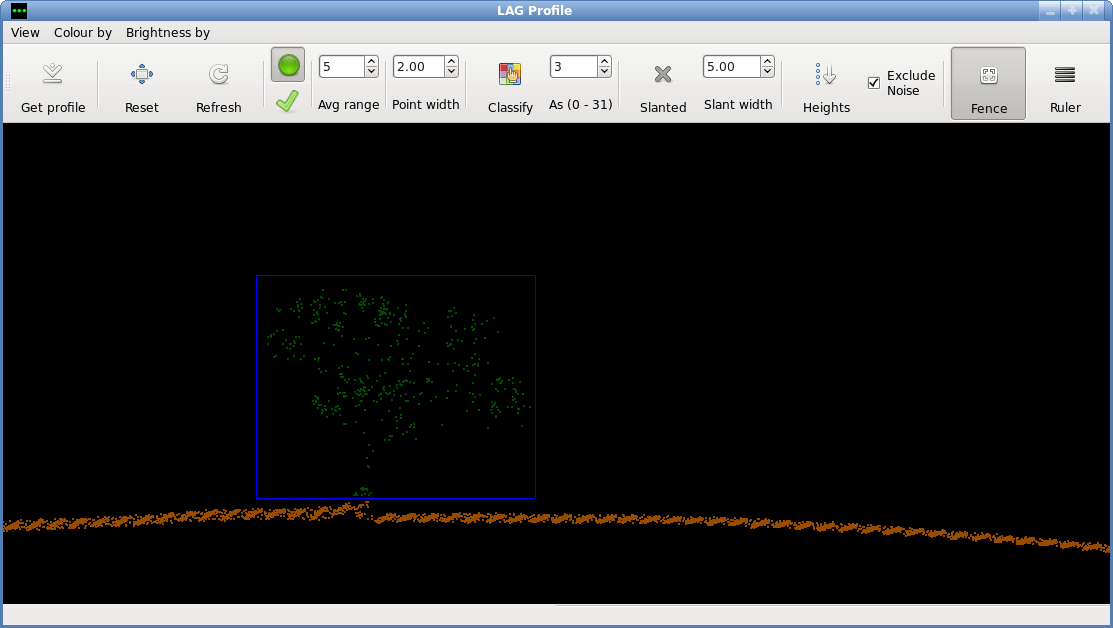 LAG Profile
View Colour by Brightness by
Get profile Reset Refresh 5 Avg range 2.00 Point width Classify 3 As (0 - 31) Slanted 5.00 Slant width Heights Exclude Noise Fence Ruler